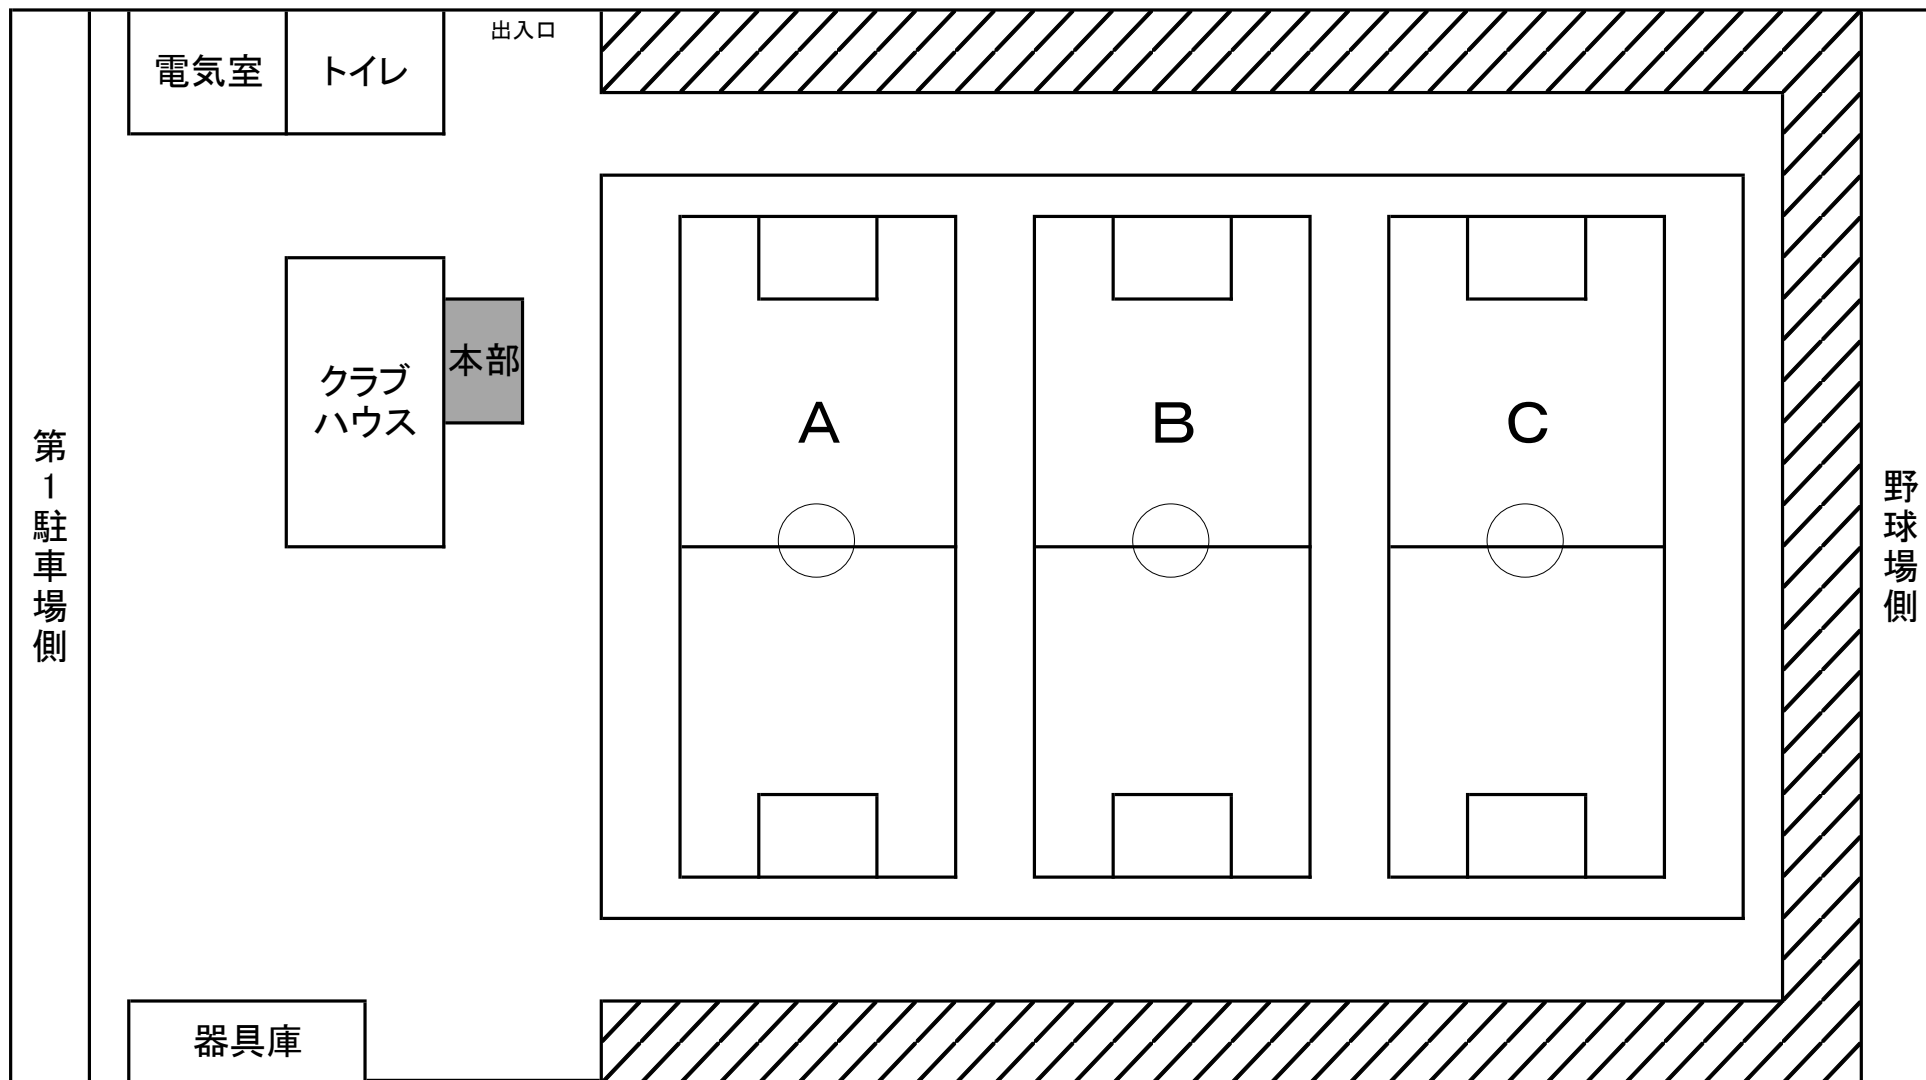 出入口
電気室
トイレ
本部
クラブ
ハウス
A
B
C
第1駐車場側
野球場側
器具庫